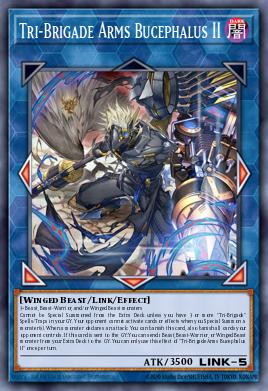 TRI-BRIGADE ARMS BUCEPHALUS II
DARK
闇
[WINGED BEAST/LINK/EFFECT]
3+ Beast, Beast-Warrior, and/or Winged Beast monsters
Cannot be Special Summoned from the Extra Deck unless you have 3 or more "Tri-Brigade"
Spells/Traps in your GY. Your opponent cannot activate cards or effects when you Special Summon a
monster(s). When a monster declares an attack: You can banish this card, also banish all cards your
opponent controls. If this card is sent to the GY: You can send 1 Beast, Beast-Warrior, or Winged Beast
monster from your Extra Deck to the GY. You can only use this effect of "Tri-Brigade Arms Bucephalus
II" once per turn.
ATK/3500 LINK-5